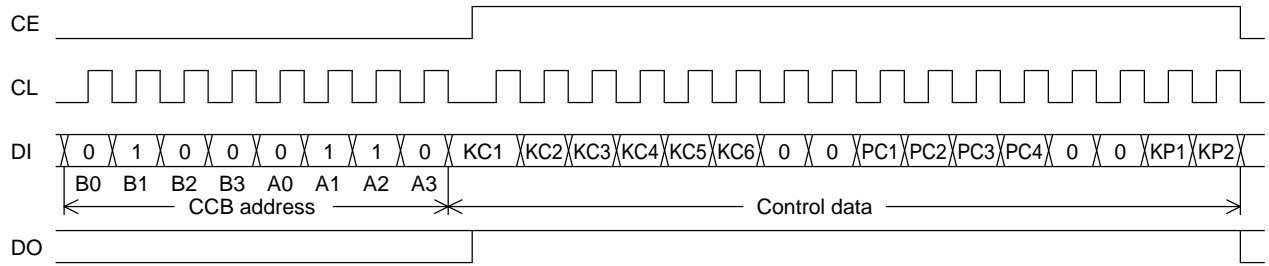 CE
CL
DI 0 1 0 0 0 1 1 0 KC1 KC2 KC3 KC4 KC5 KC6 0 0 PC1 PC2 PC3 PC4 0 0 KP1 KP2
B0 B1 B2 B3 A0 A1 A2 A3
CCB address Control data
DO